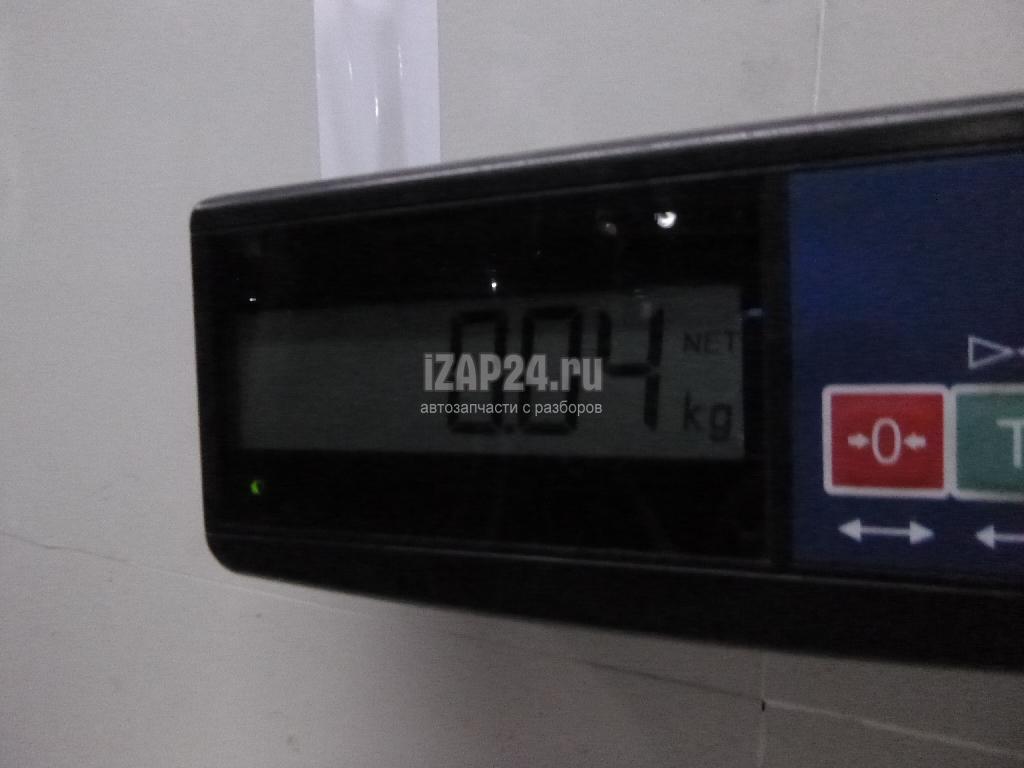 0.04
NET
kg
iZAP24.ru
автозапчасти с разборов
→0←
T